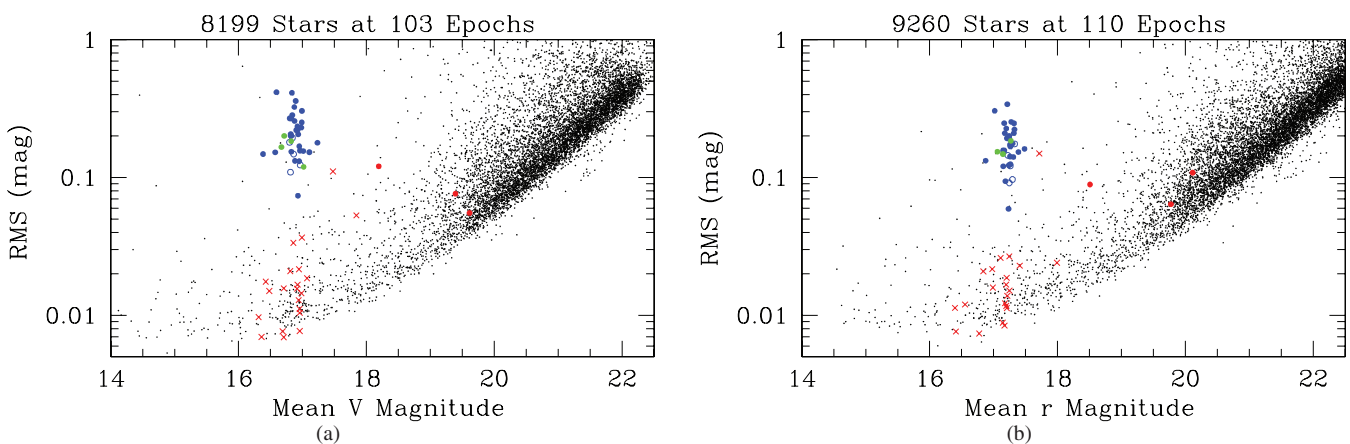 8199 Stars at 103 Epochs
1
0.1
0.01
RMS (mag)
14 16 18 20 22
Mean V Magnitude
(a)
9260 Stars at 110 Epochs
1
0.1
0.01
RMS (mag)
14 16 18 20 22
Mean r Magnitude
(b)